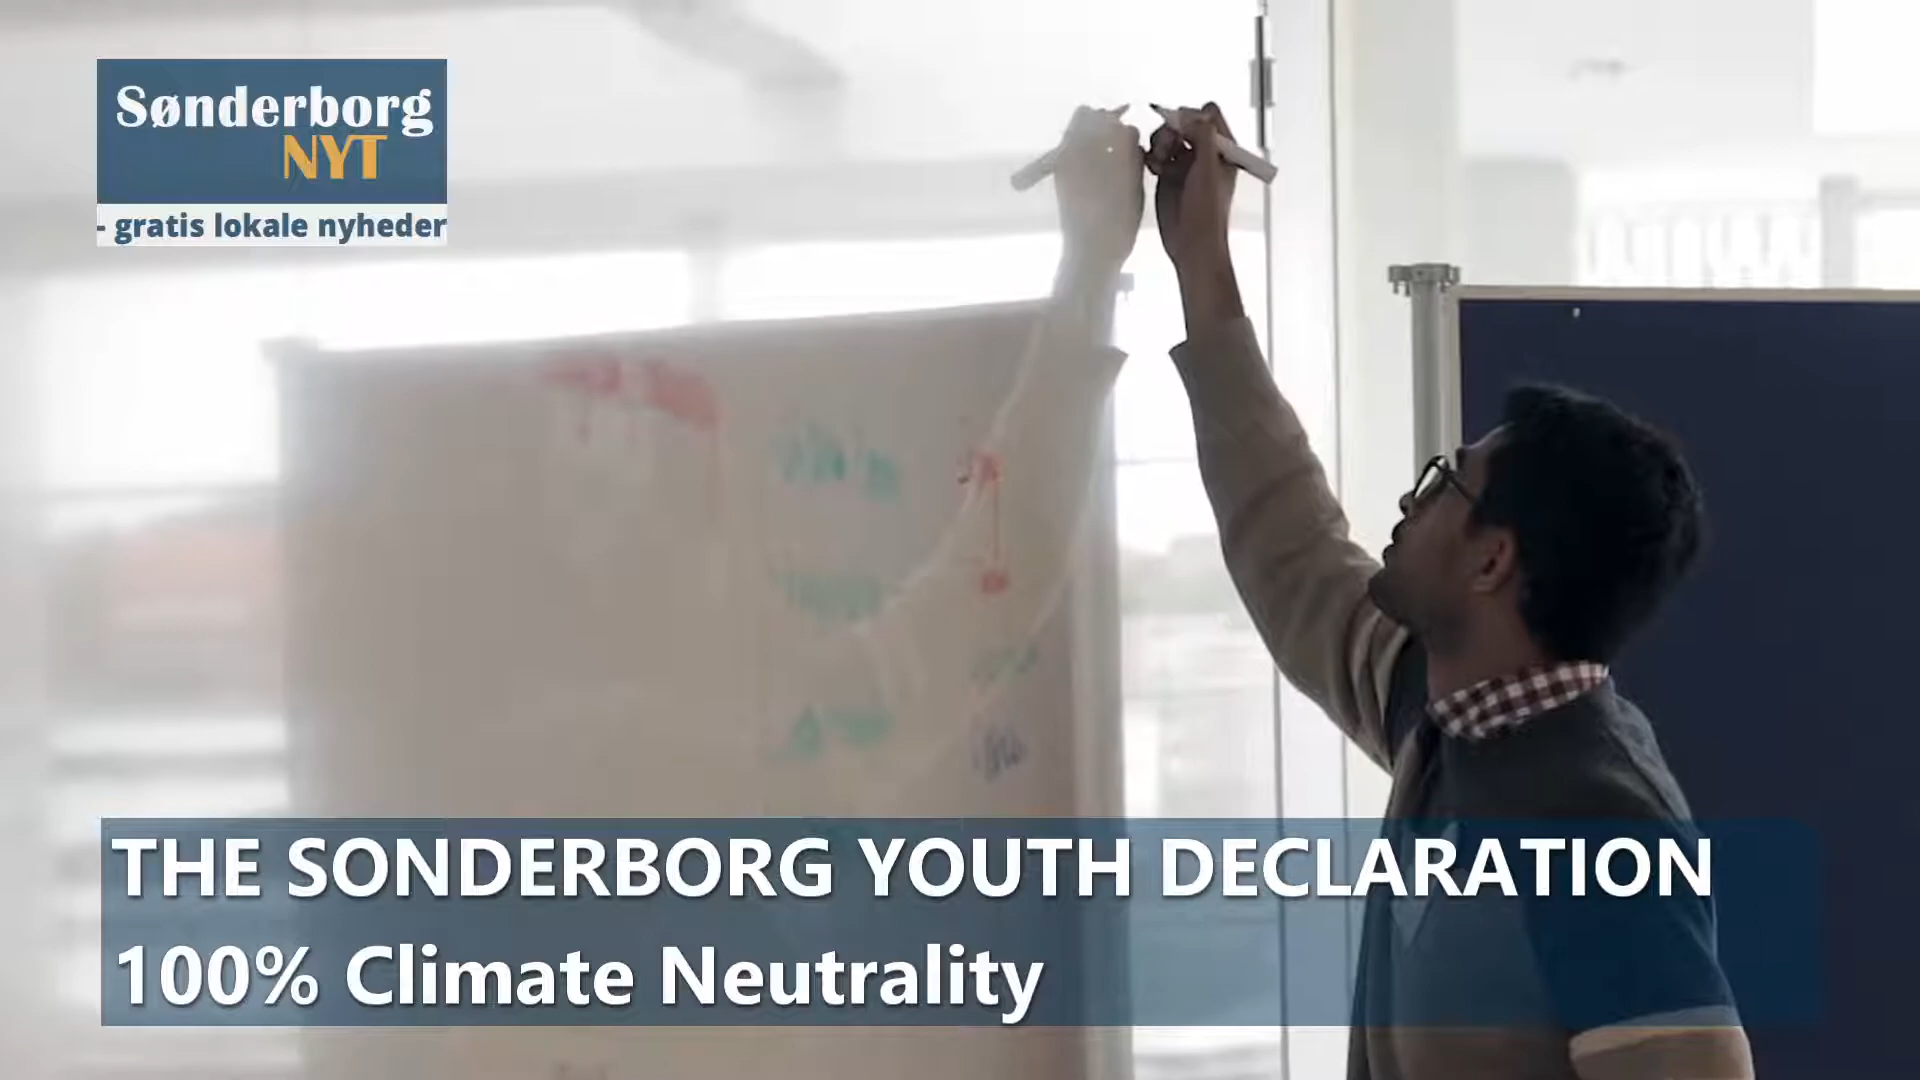 Sønderborg
NYT
- gratis lokale nyheder
THE SONDERBORG YOUTH DECLARATION
100% Climate Neutrality